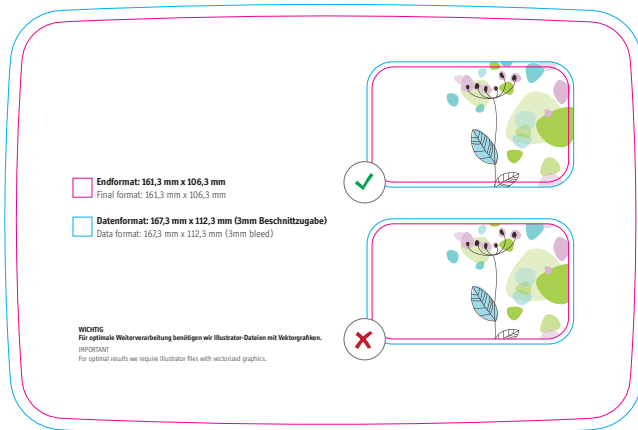 Endformat: 161,3 mm x 106,3 mm
Final format: 161,3 mm x 106,3 mm
Datenformat: 167,3 mm x 112,3 mm (3mm Beschnittzugabe)
Data format: 167,3 mm x 112,3 mm (3mm bleed)
WICHTIG
Für optimale Weiterverarbeitung benötigen wir Illustrator-Dateien mit Vektorgrafiken.
IMPORTANT
For optimal results we require Illustrator files with vectorized graphics.